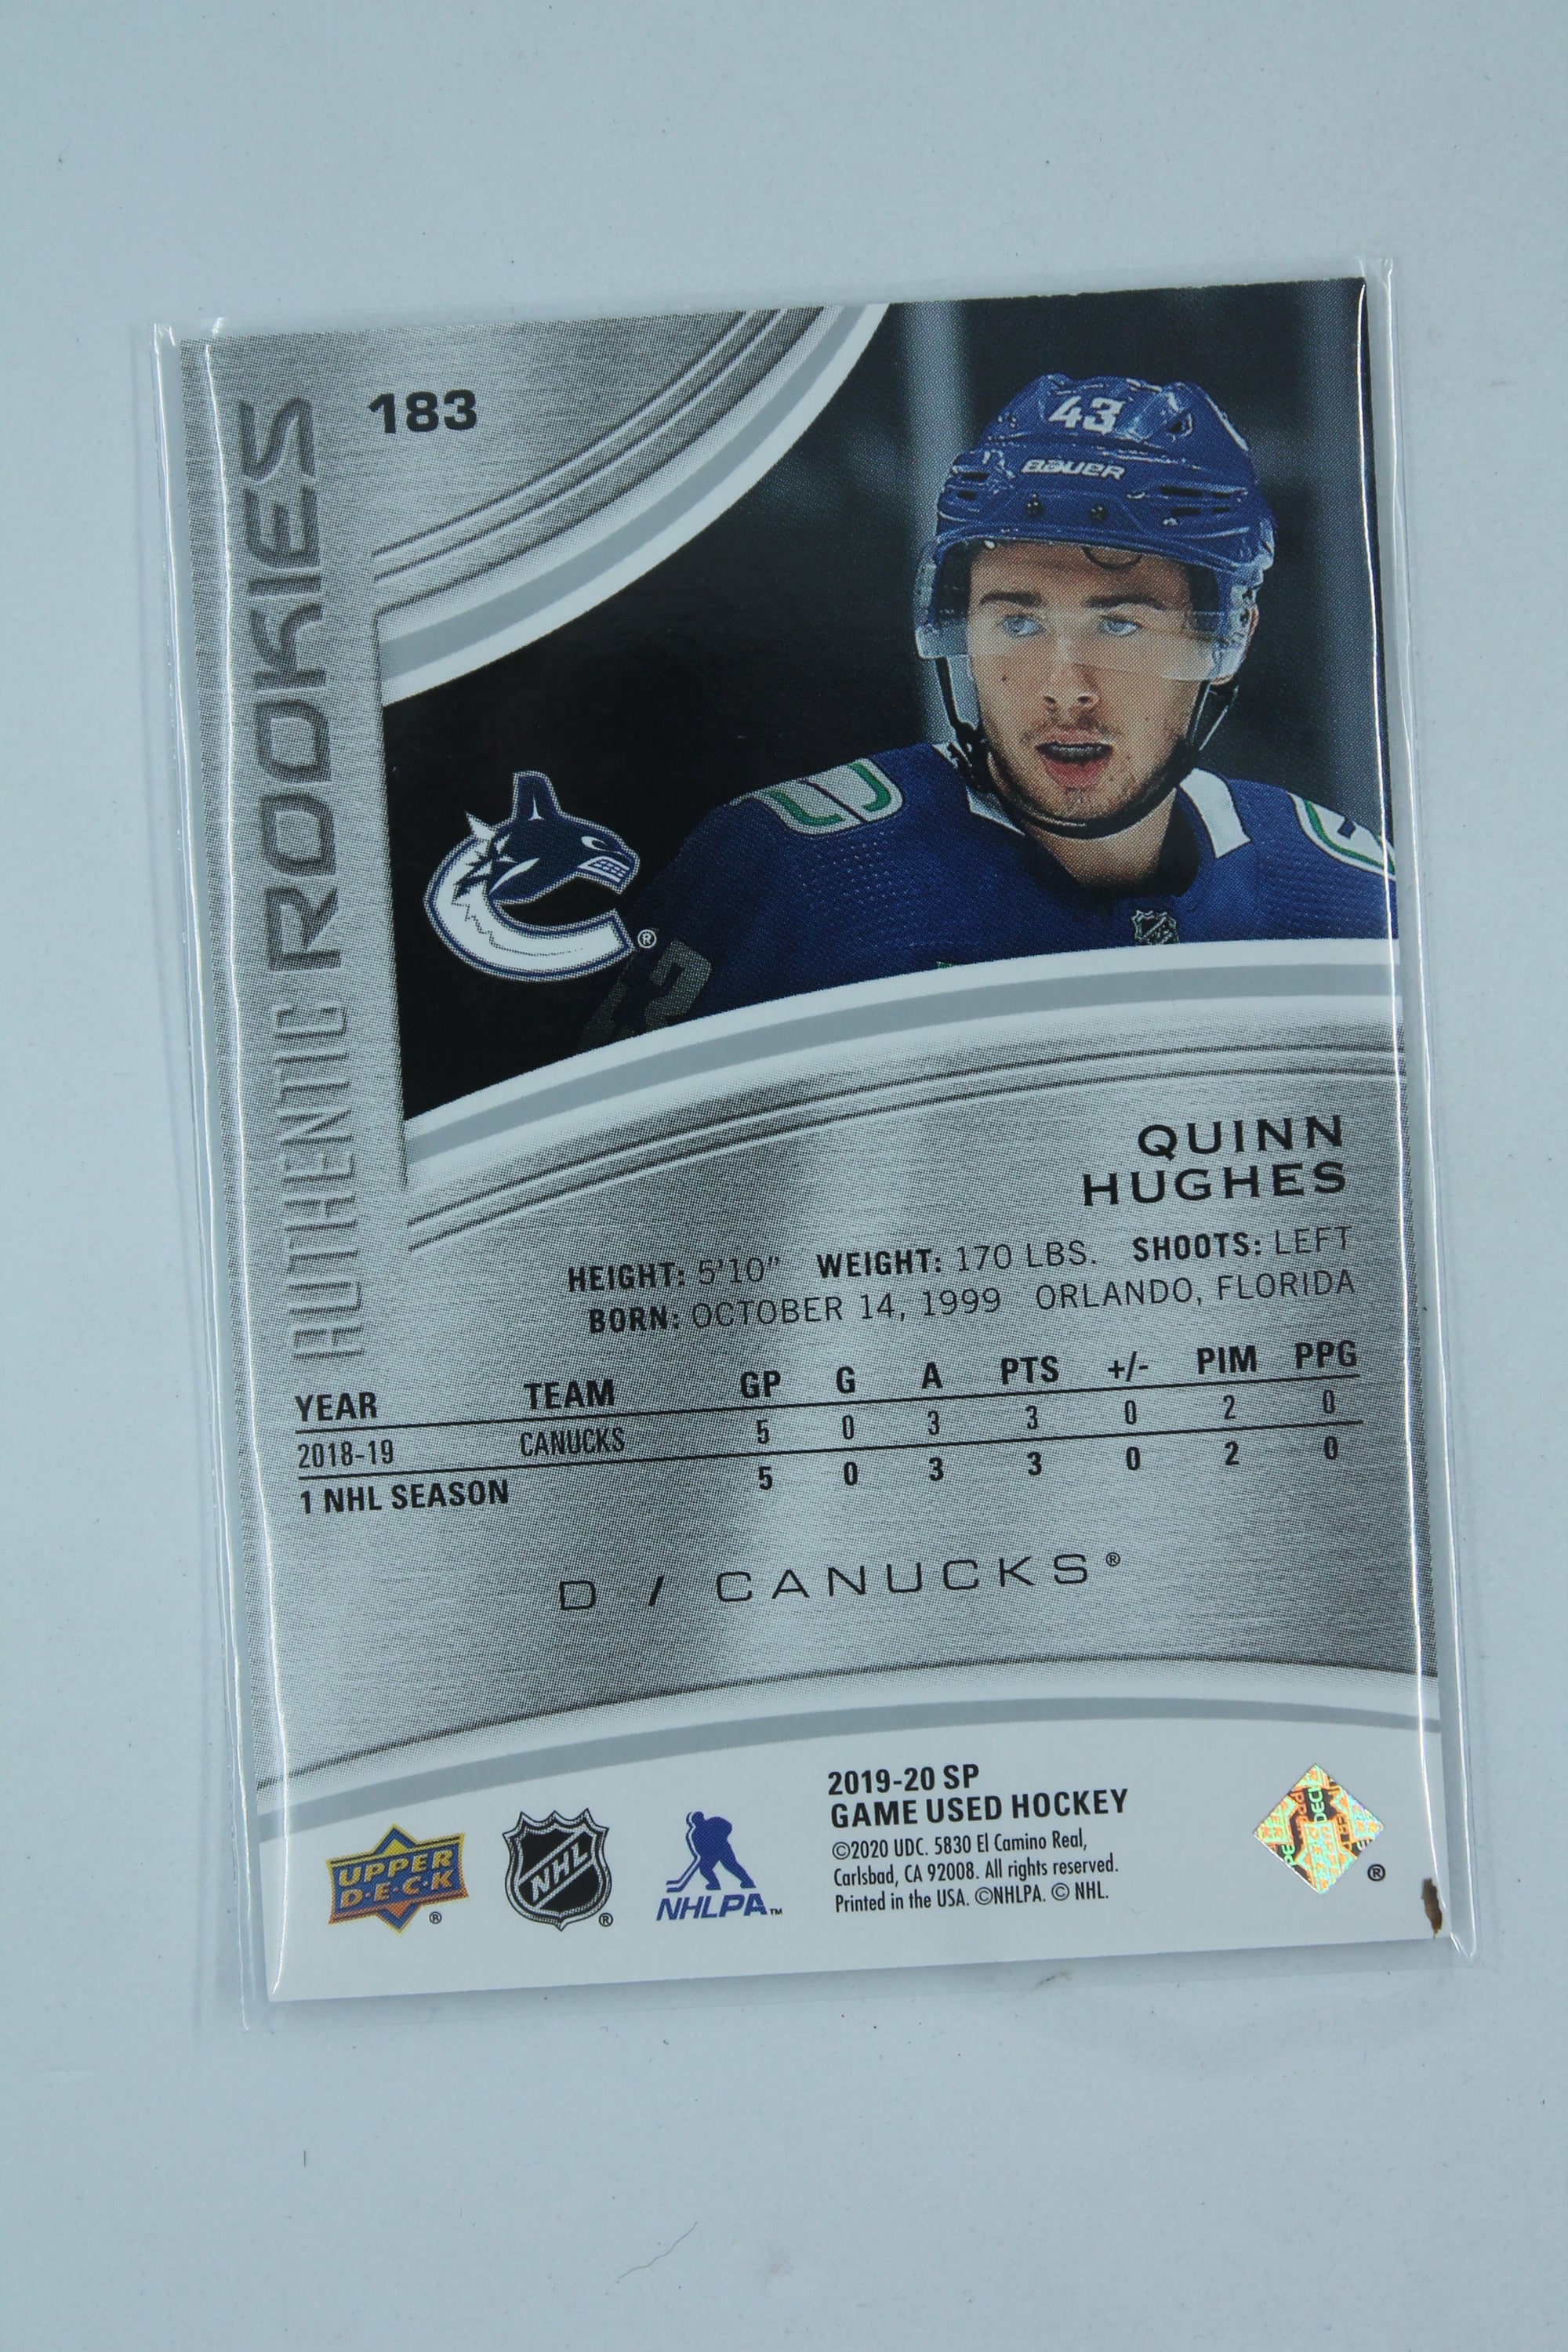 183
AUTHENTIC ROOKIES
43
BAUER
®
QUINN
HUGHES
HEIGHT: 5'10" WEIGHT: 170 LBS. SHOOTS: LEFT
BORN: OCTOBER 14, 1999 ORLANDO, FLORIDA
YEAR TEAM GP G A PTS +/- PIM PPG
2018-19 CANUCKS 5 0 3 3 0 2 0
1 NHL SEASON 5 0 3 3 0 2 0
D / CANUCKS®
2019-20 SP
GAME USED HOCKEY
©2020 UDC. 5830 El Camino Real,
Carlsbad, CA 92008. All rights reserved.
Printed in the USA. ©NHLPA. © NHL.
UPPER
D·E·C·K
®
NHL
®
NHLPA™
®